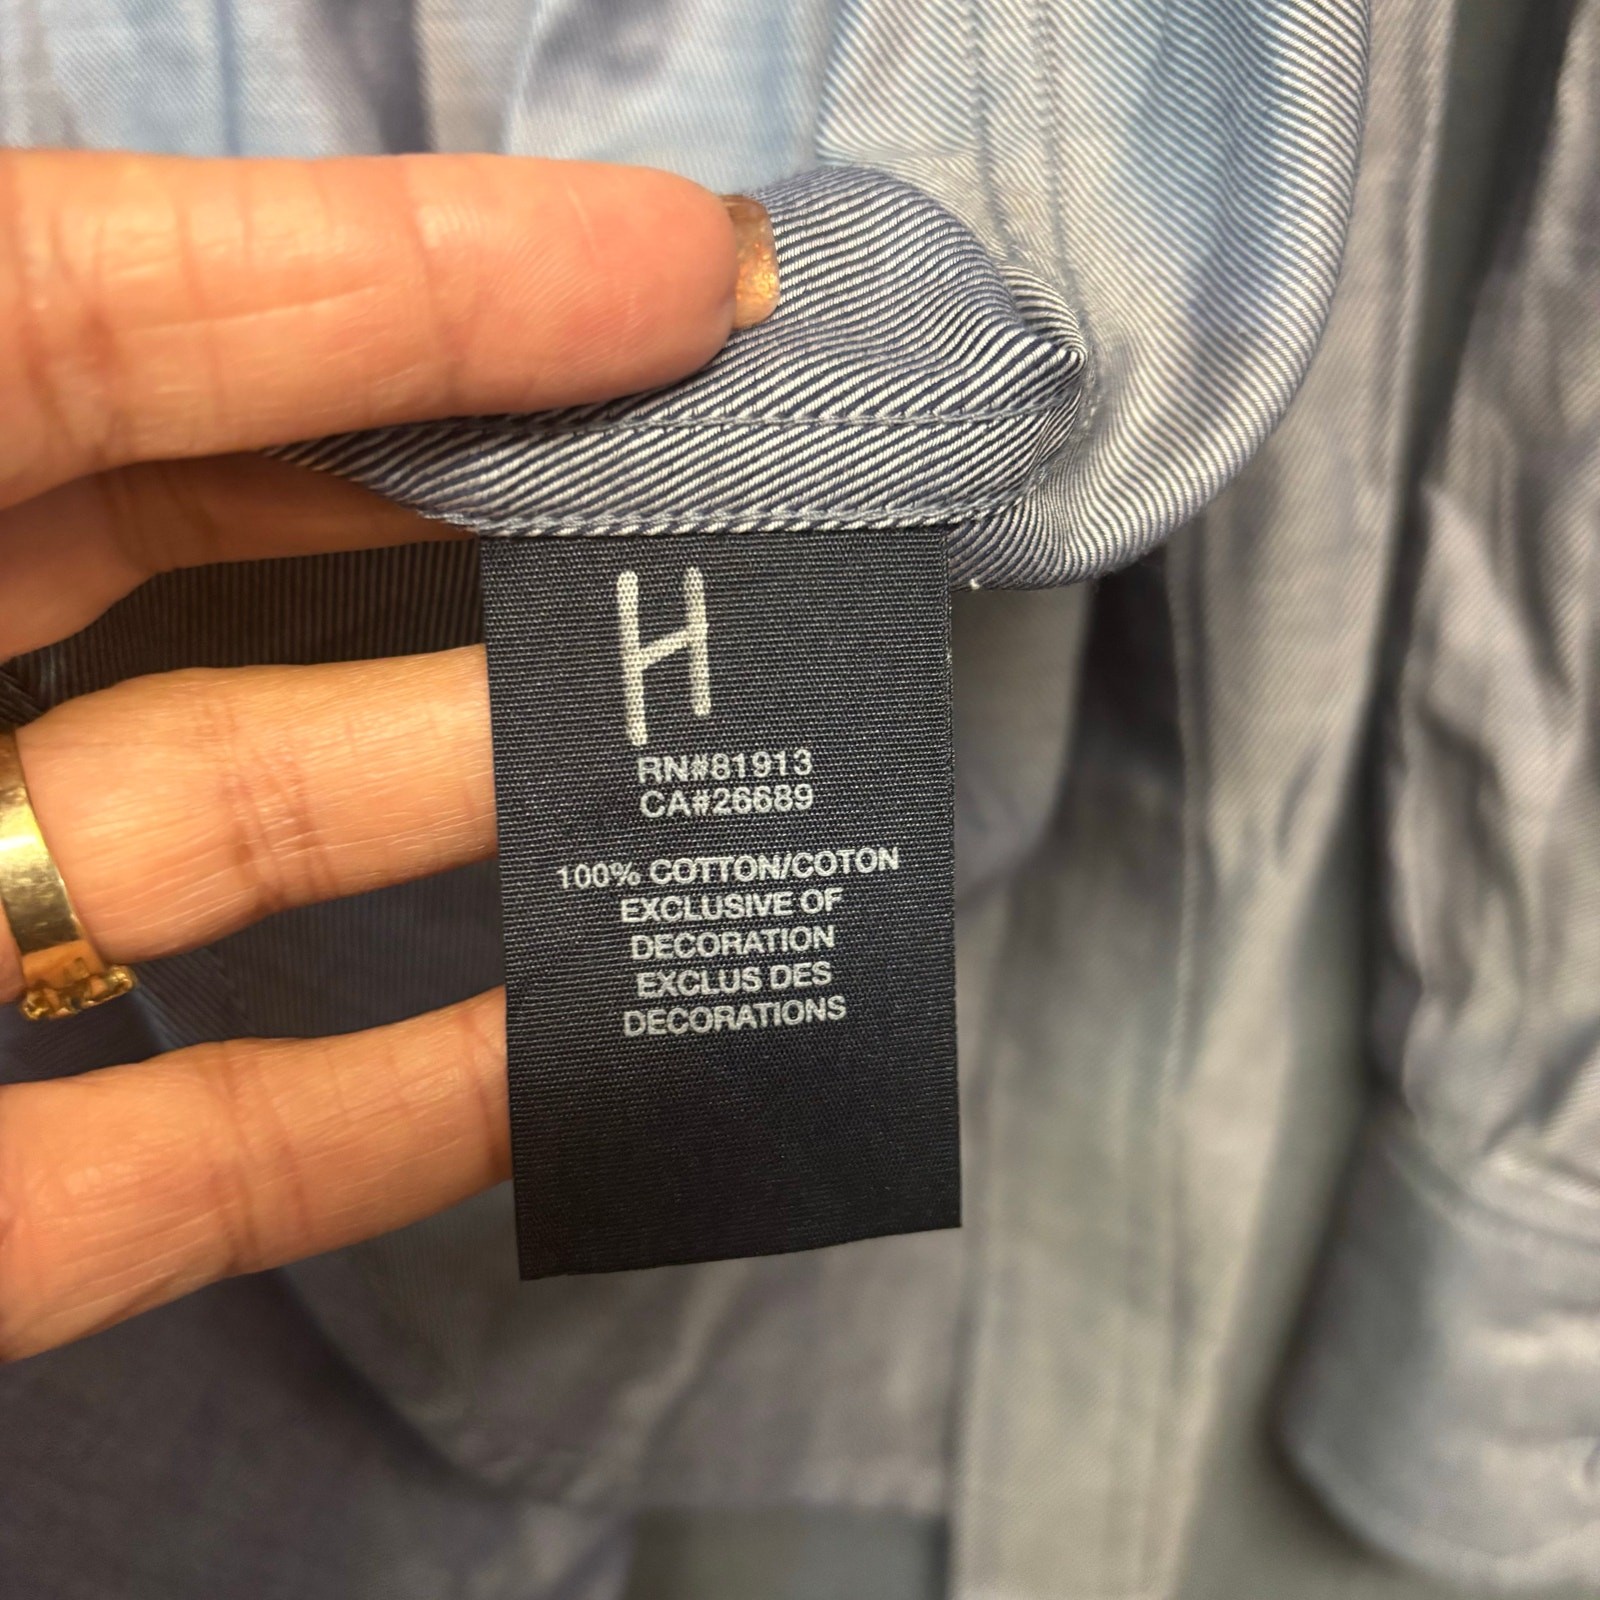 H
RN#81913
CA#26689
100% COTTON/COTON
EXCLUSIVE OF
DECORATION
EXCLUS DES
DECORATIONS